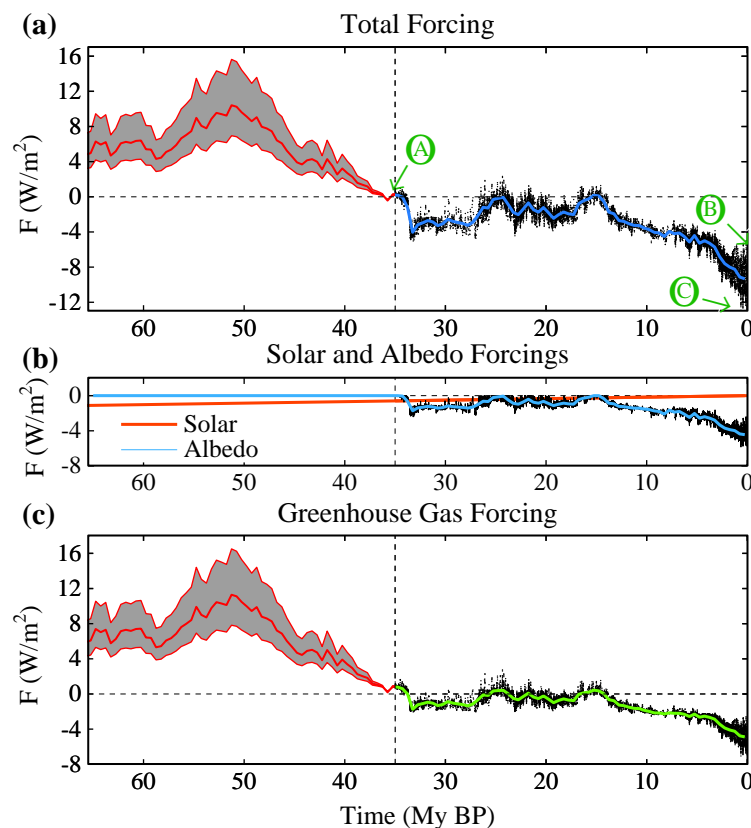 (a) Total Forcing
16
12
8
4
0
-4
-8
-12
F (W/m²)
A
B
C
60 50 40 30 20 10 0
(b) Solar and Albedo Forcings
0
-4
-8
F (W/m²)
Solar
Albedo
60 50 40 30 20 10 0
(c) Greenhouse Gas Forcing
16
12
8
4
0
-4
-8
F (W/m²)
60 50 40 30 20 10 0
Time (My BP)